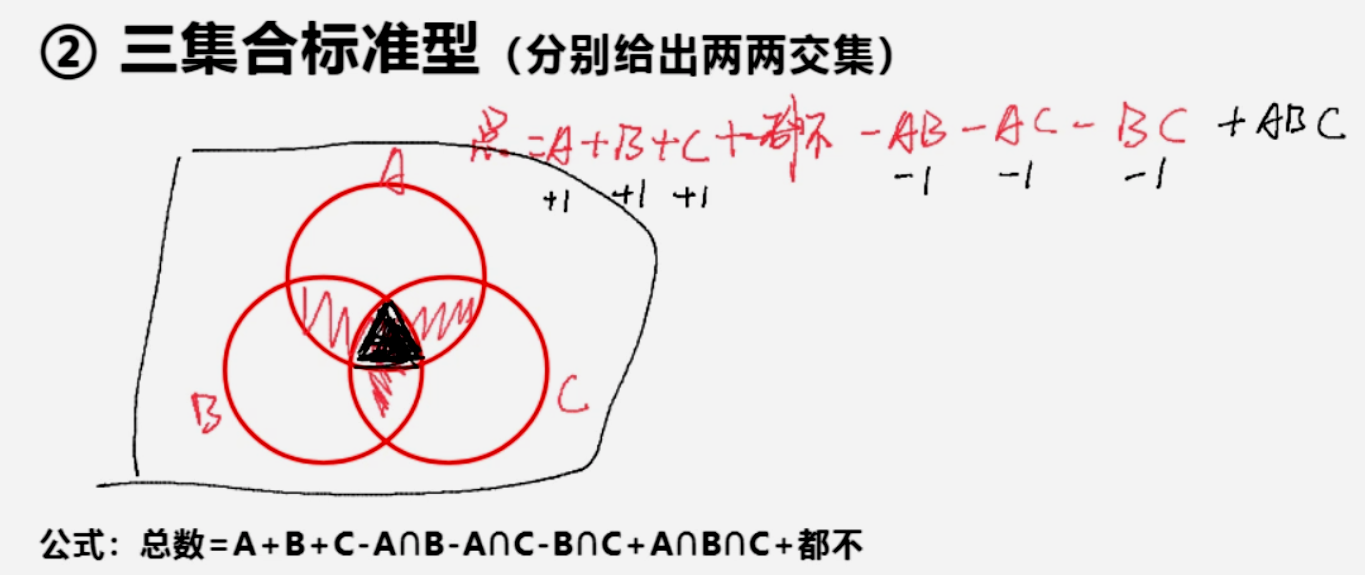 ② 三集合标准型（分别给出两两交集）
总=A+B+C+都不-AB-AC-BC+ABC
+1 +1 +1 -1 -1 -1
A
B C
公式：总数=A+B+C-A∩B-A∩C-B∩C+A∩B∩C+都不